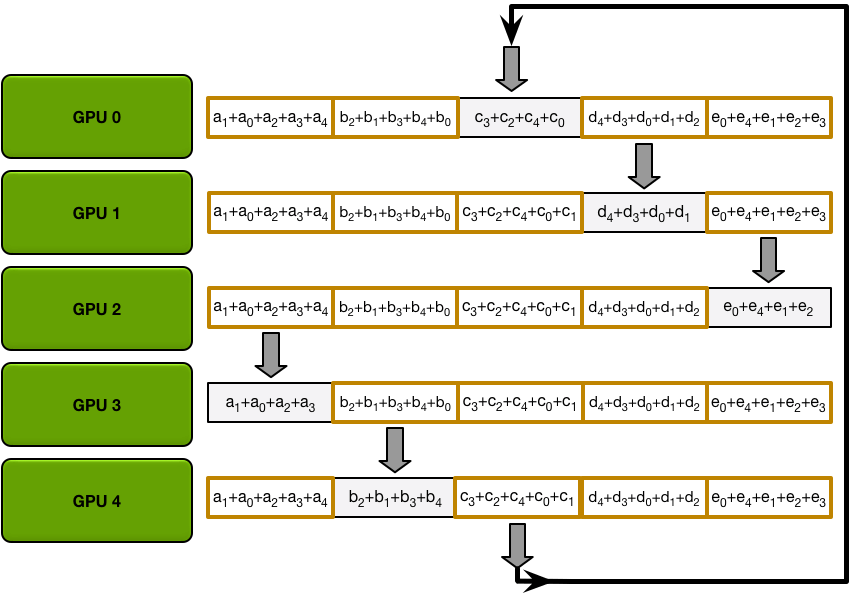 GPU 0 a₁+a₀+a₂+a₃+a₄ b₂+b₁+b₃+b₄+b₀ c₃+c₂+c₄+c₀ d₄+d₃+d₀+d₁+d₂ e₀+e₄+e₁+e₂+e₃
GPU 1 a₁+a₀+a₂+a₃+a₄ b₂+b₁+b₃+b₄+b₀ c₃+c₂+c₄+c₀+c₁ d₄+d₃+d₀+d₁ e₀+e₄+e₁+e₂+e₃
GPU 2 a₁+a₀+a₂+a₃+a₄ b₂+b₁+b₃+b₄+b₀ c₃+c₂+c₄+c₀+c₁ d₄+d₃+d₀+d₁+d₂ e₀+e₄+e₁+e₂
GPU 3 a₁+a₀+a₂+a₃ b₂+b₁+b₃+b₄+b₀ c₃+c₂+c₄+c₀+c₁ d₄+d₃+d₀+d₁+d₂ e₀+e₄+e₁+e₂+e₃
GPU 4 a₁+a₀+a₂+a₃+a₄ b₂+b₁+b₃+b₄ c₃+c₂+c₄+c₀+c₁ d₄+d₃+d₀+d₁+d₂ e₀+e₄+e₁+e₂+e₃